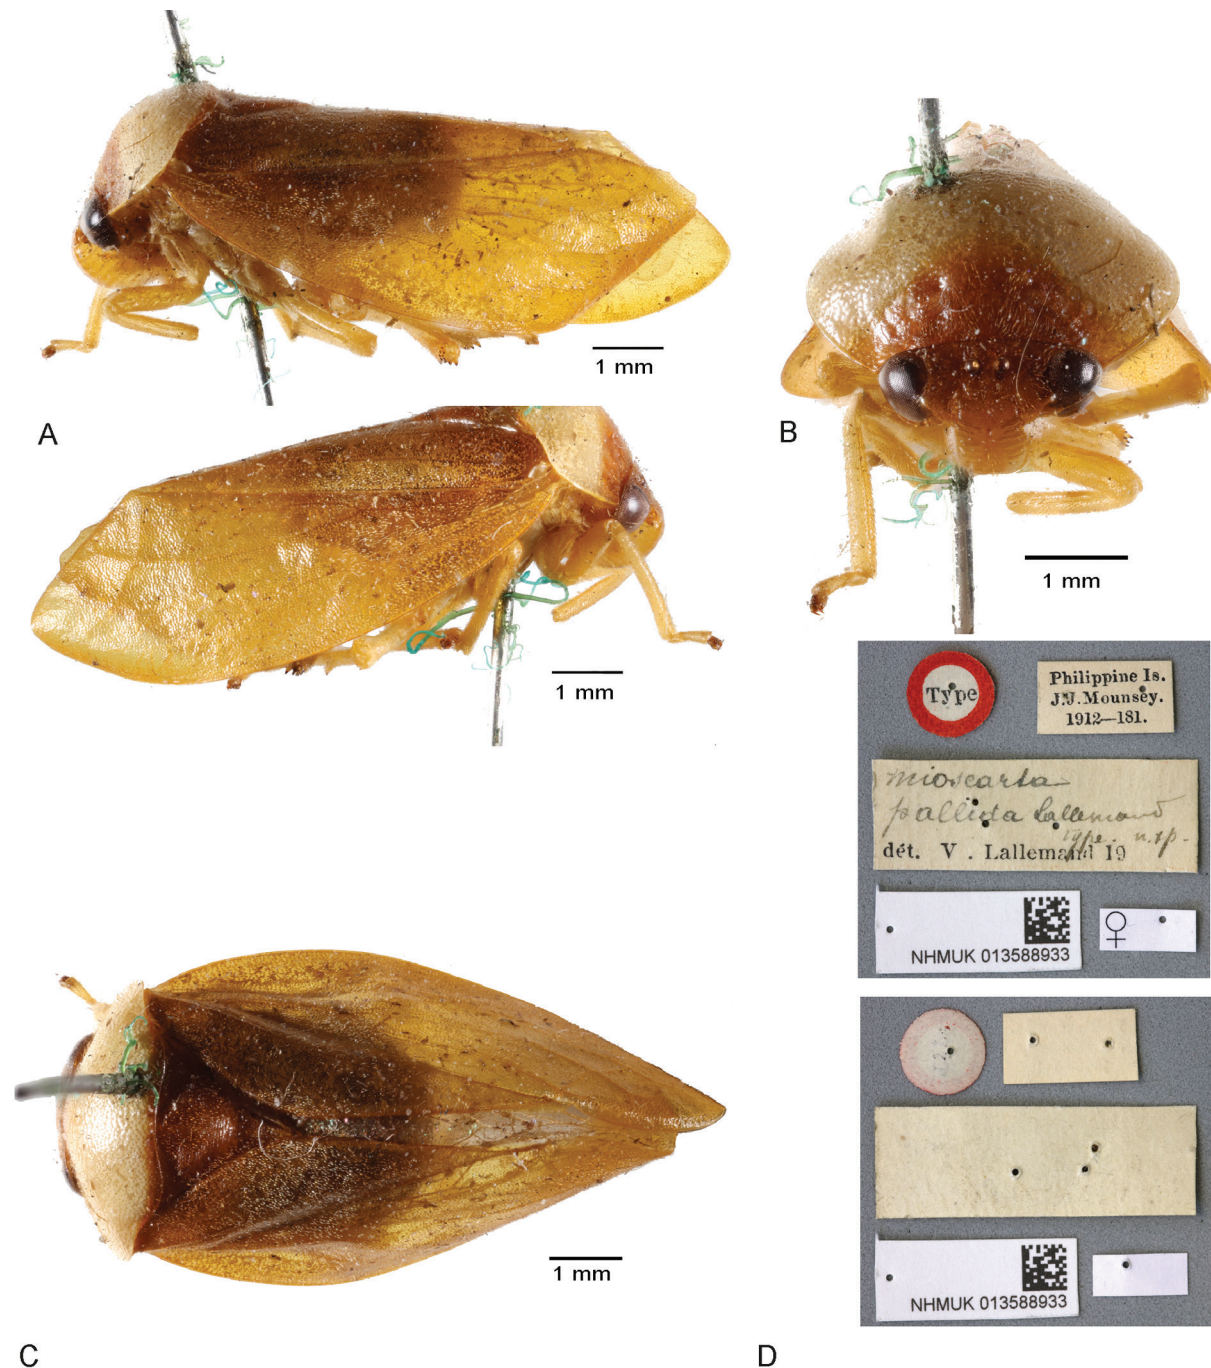 1 mm
A
1 mm
B
1 mm
Type
Philippine Is.
J.J. Mounsey.
1912—181.
Mioscarta
pallida Lallemand
type n. sp.
dét. V. Lallemand 19
NHMUK 013588933
♀
NHMUK 013588933
1 mm
C
D